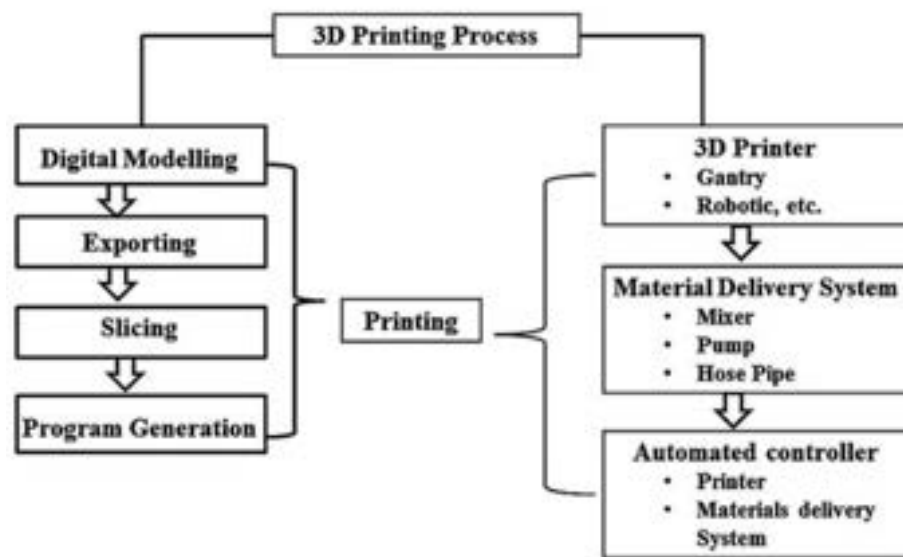 3D Printing Process
Digital Modelling
Exporting
Slicing
Program Generation
Printing
3D Printer
• Gantry
• Robotic, etc.
Material Delivery System
• Mixer
• Pump
• Hose Pipe
Automated controller
• Printer
• Materials delivery
System